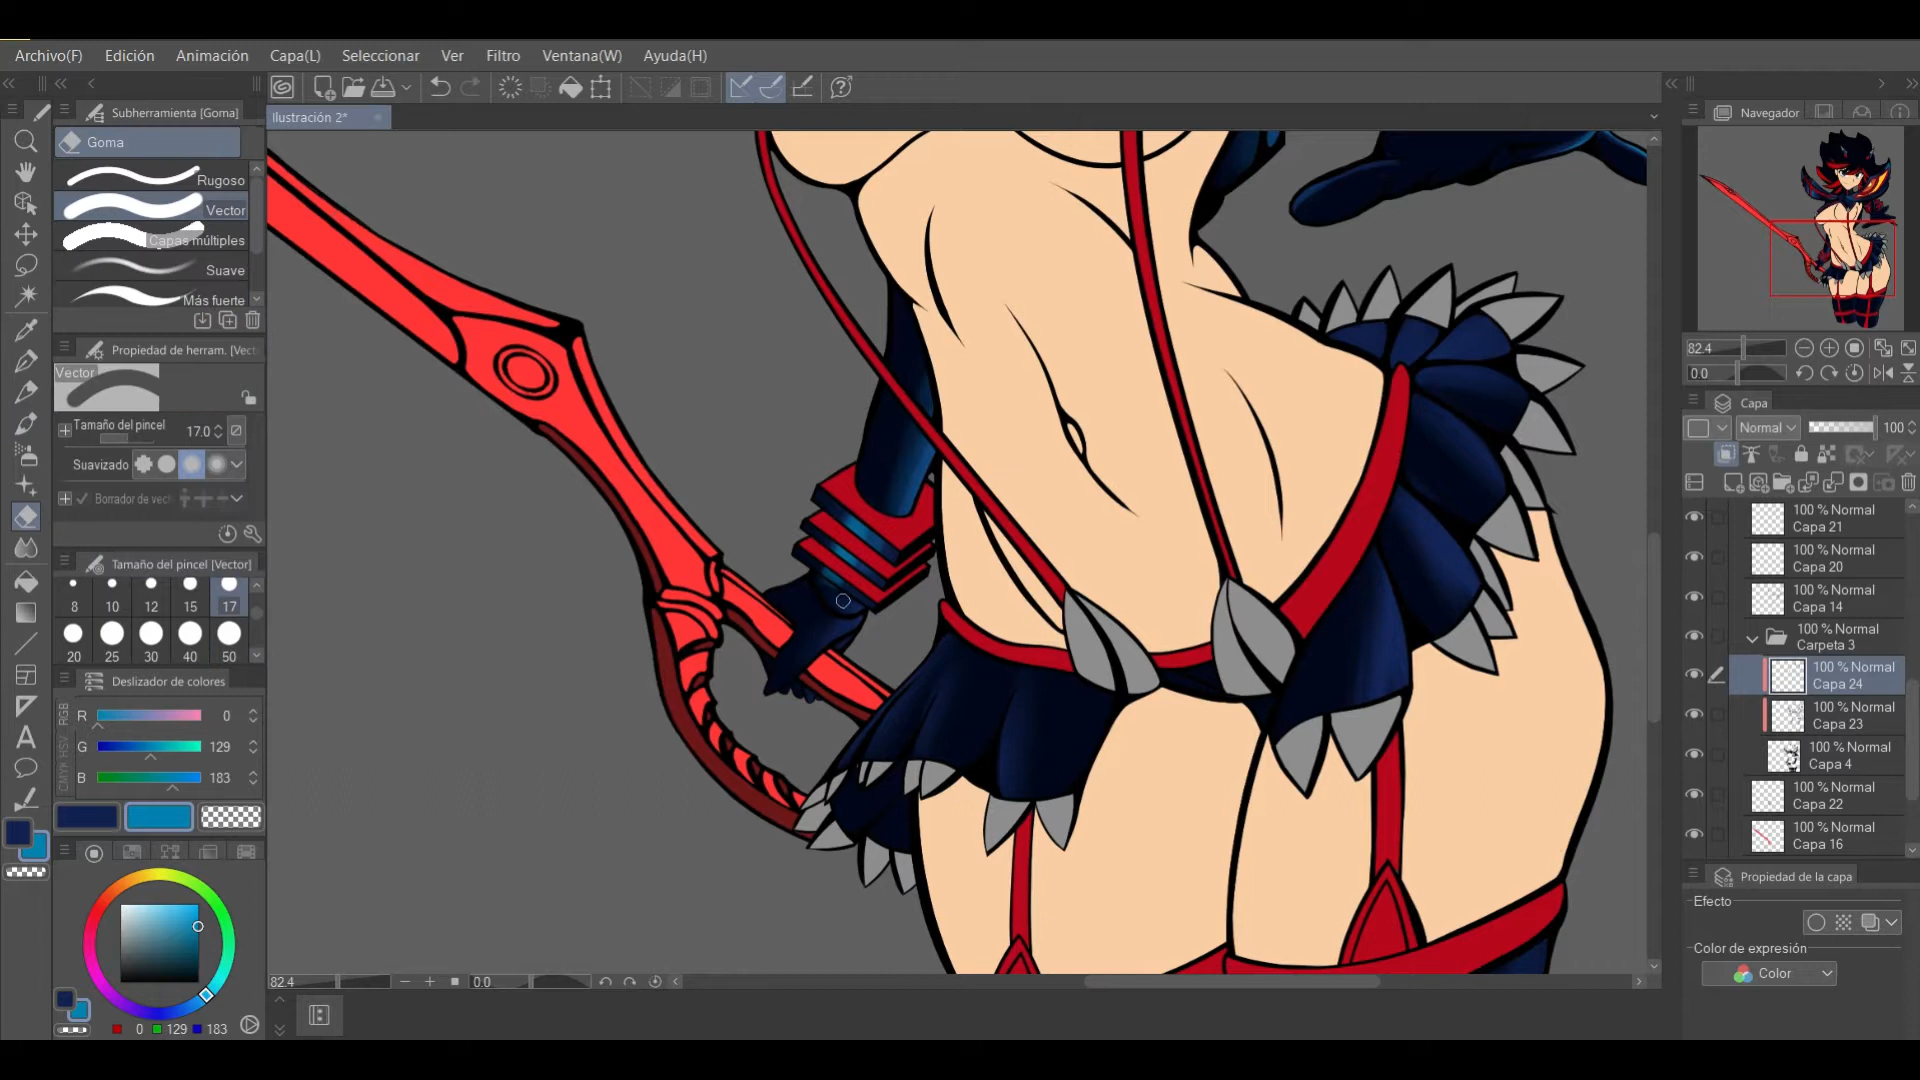 Archivo(F) Edición Animación Capa(L) Seleccionar Ver Filtro Ventana(W) Ayuda(H)
Subherramienta [Goma]
Goma
Rugoso
Vector
Capas múltiples
Suave
Más fuerte
Propiedad de herram. [Vect
Vector
Tamaño del pincel 17.0
Suavizado
Borrador de vec
Tamaño del pincel [Vector]
8 10 12 15 17
20 25 30 40 50
Deslizador de colores
RGB
HSV
CMYK
R 0
G 129
B 183
0 129 183
Ilustración 2*
82.4 0.0
Navegador
82.4
0.0
Capa
Normal 100
100 % Normal
Capa 21
100 % Normal
Capa 20
100 % Normal
Capa 14
100 % Normal
Carpeta 3
100 % Normal
Capa 24
100 % Normal
Capa 23
100 % Normal
Capa 4
100 % Normal
Capa 22
100 % Normal
Capa 16
Propiedad de la capa
Efecto
Color de expresión
Color